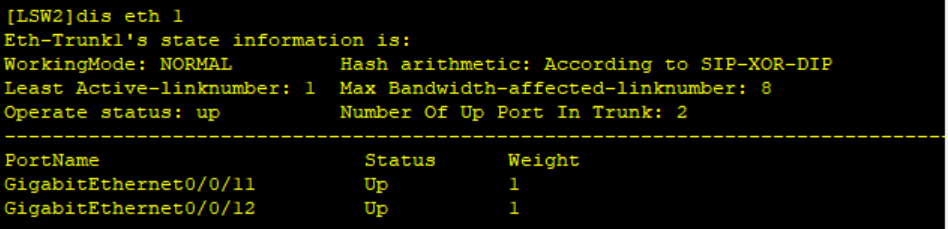 [LSW2]dis eth 1
Eth-Trunk1's state information is:
WorkingMode: NORMAL Hash arithmetic: According to SIP-XOR-DIP
Least Active-linknumber: 1 Max Bandwidth-affected-linknumber: 8
Operate status: up Number Of Up Port In Trunk: 2
--------------------------------------------------------------------------------
PortName Status Weight
GigabitEthernet0/0/11 Up 1
GigabitEthernet0/0/12 Up 1